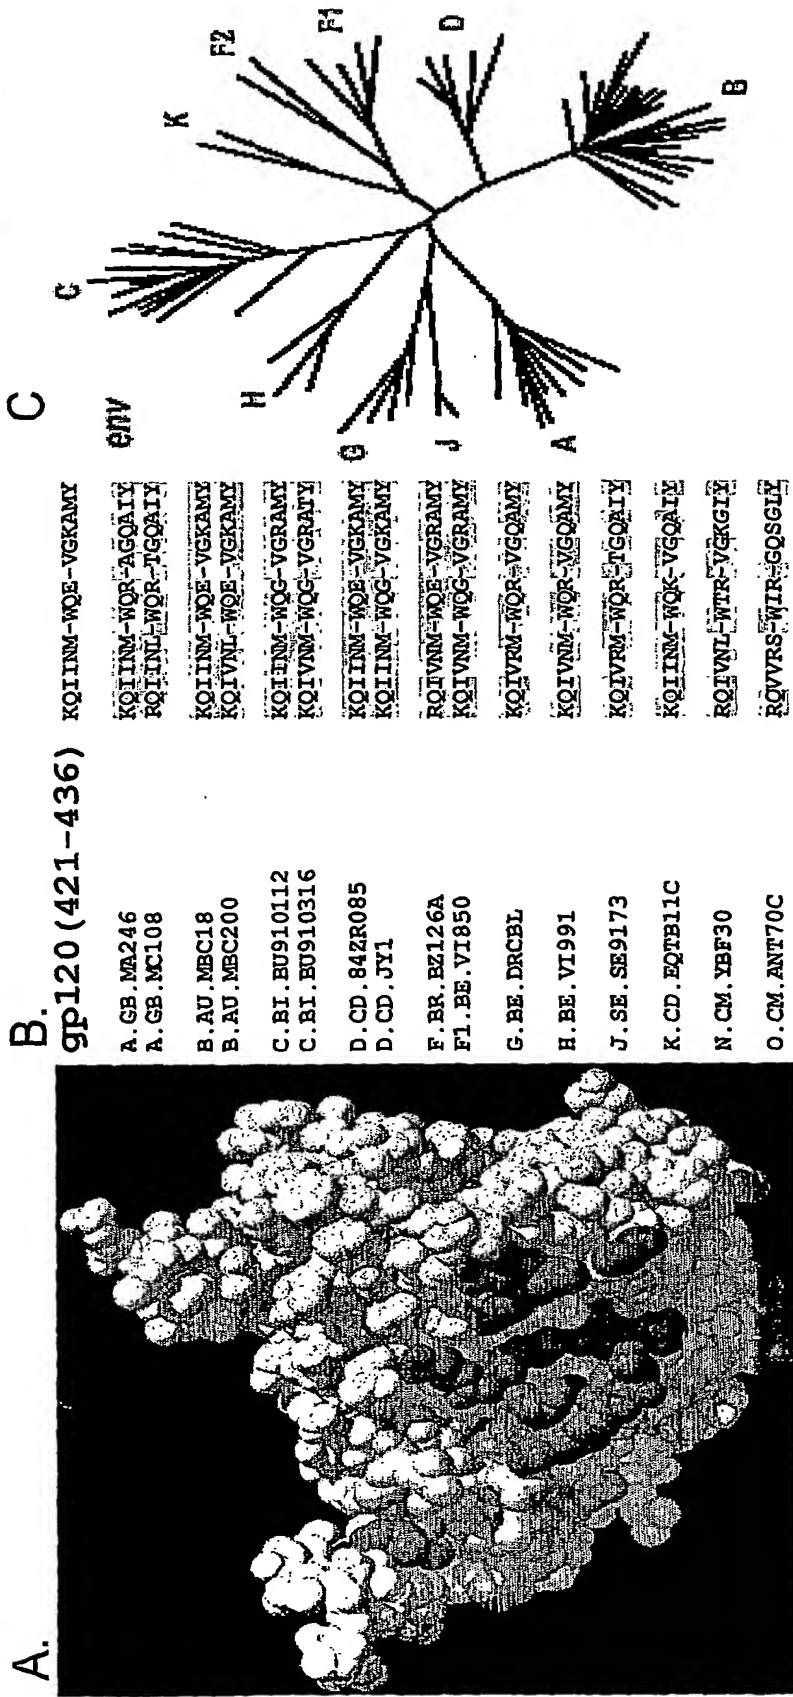 A.
B.
gp120 (421-436) KQIINM-WQE-VGKAMY
A.GB.MA246 KQIINM-WQR-AGQAIY
A.GB.MC108 RQIINL-WQR-TGQAIY
B.AU.MBC18 KQIINM-WQE-VGKAMY
B.AU.MBC200 KQIVNL-WQE-VGKAMY
C.BI.BU910112 KQIINM-WQG-VGRAMY
C.BI.BU910316 KQIVNM-WQG-VGRATY
D.CD.84ZR085 KQIINM-WQE-VGKAMY
D.CD.JY1 KQIINM-WQG-VGKAMY
F.BR.BZ126A RQIVNM-WQE-VGRAMY
F1.BE.VI850 KQIVNM-WQG-VGRAMY
G.BE.DRCBL KQIVRM-WQR-VGQAMY
H.BE.VI991 KQIVNM-WQR-VGQAMY
J.SE.SE9173 KQIVRM-WQR-TGQAIY
K.CD.EQTB11C KQIINM-WQK-VGQAIY
N.CM.YBF30 RQIVNL-WTR-VGKGIY
O.CM.ANT70C RQVVRS-WIR-GQSGLY
C
env
C
K
F2
F1
D
B
H
G
J
A